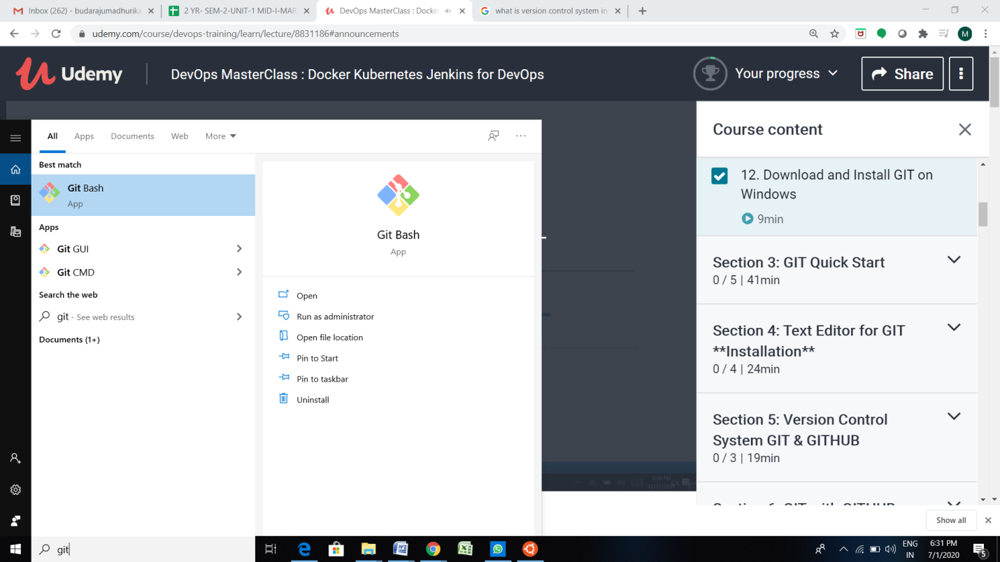 Inbox (262) - budarajumadhurika
2 YR- SEM-2-UNIT-1 MID-I-MAR
DevOps MasterClass : Docke
what is version control system in
udemy.com/course/devops-training/learn/lecture/8831186#announcements
M
Udemy
DevOps MasterClass : Docker Kubernetes Jenkins for DevOps
Your progress
Share
All
Apps
Documents
Web
More
Best match
Git Bash
App
Apps
Git GUI
Git CMD
Search the web
git - See web results
Documents (1+)
Git Bash
App
Open
Run as administrator
Open file location
Pin to Start
Pin to taskbar
Uninstall
Course content
12. Download and Install GIT on
Windows
9min
Section 3: GIT Quick Start
0 / 5 | 41min
Section 4: Text Editor for GIT
**Installation**
0 / 4 | 24min
Section 5: Version Control
System GIT & GITHUB
0 / 3 | 19min
Section 6: GIT with GITHUB
Show all
git
ENG
IN
6:31 PM
7/1/2020
5